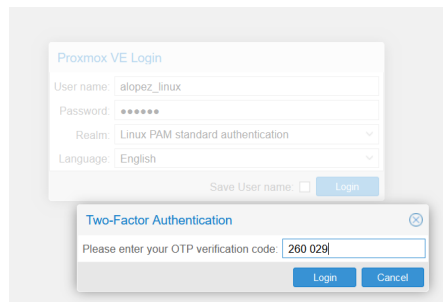 Proxmox VE Login
User name: alopez_linux
Password: ●●●●●●
Realm: Linux PAM standard authentication
Language: English
Save User name: Login
Two-Factor Authentication
Please enter your OTP verification code: 260 029
Login Cancel